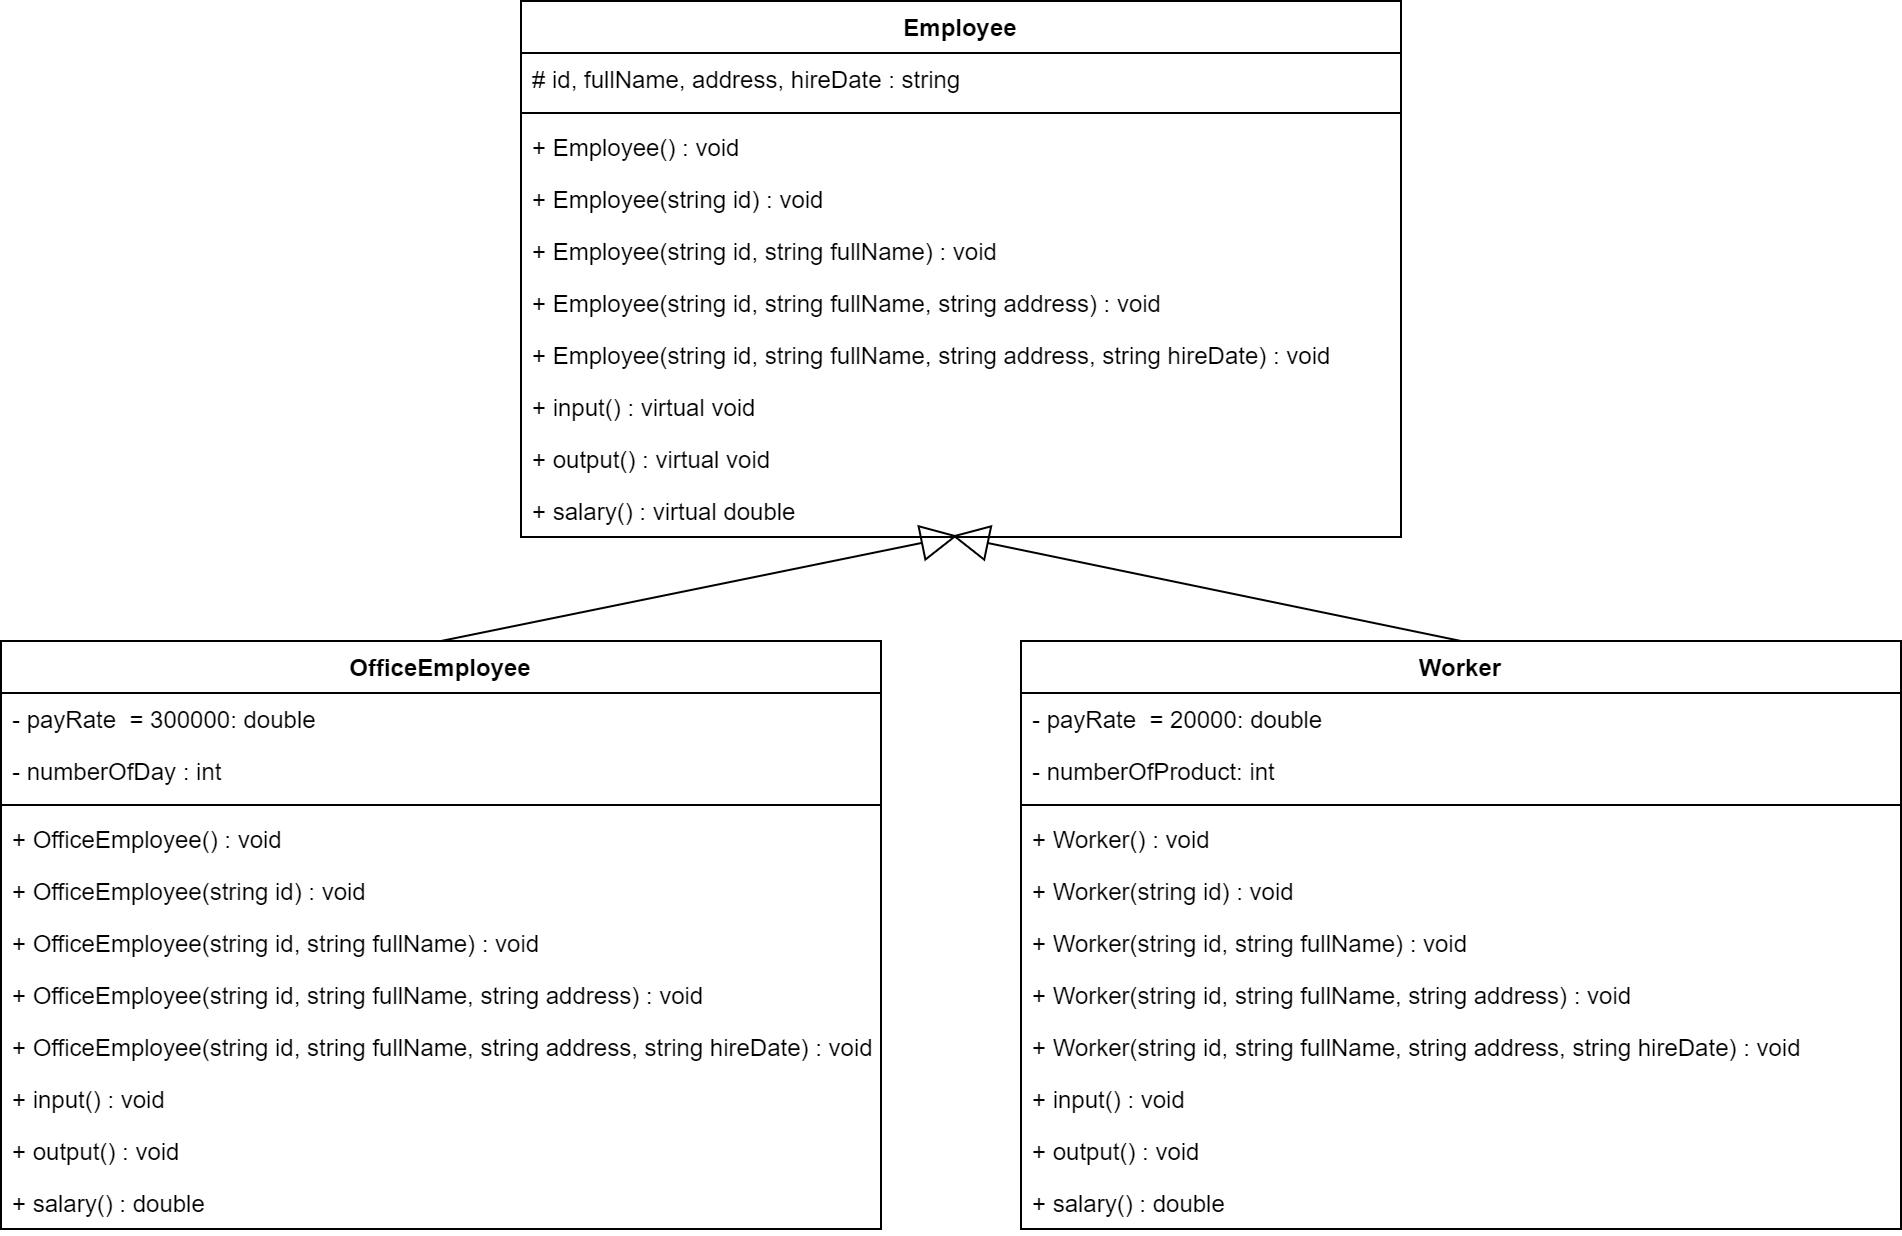 Employee
# id, fullName, address, hireDate : string
+ Employee() : void
+ Employee(string id) : void
+ Employee(string id, string fullName) : void
+ Employee(string id, string fullName, string address) : void
+ Employee(string id, string fullName, string address, string hireDate) : void
+ input() : virtual void
+ output() : virtual void
+ salary() : virtual double
OfficeEmployee
- payRate  = 300000: double
- numberOfDay : int
+ OfficeEmployee() : void
+ OfficeEmployee(string id) : void
+ OfficeEmployee(string id, string fullName) : void
+ OfficeEmployee(string id, string fullName, string address) : void
+ OfficeEmployee(string id, string fullName, string address, string hireDate) : void
+ input() : void
+ output() : void
+ salary() : double
Worker
- payRate  = 20000: double
- numberOfProduct: int
+ Worker() : void
+ Worker(string id) : void
+ Worker(string id, string fullName) : void
+ Worker(string id, string fullName, string address) : void
+ Worker(string id, string fullName, string address, string hireDate) : void
+ input() : void
+ output() : void
+ salary() : double